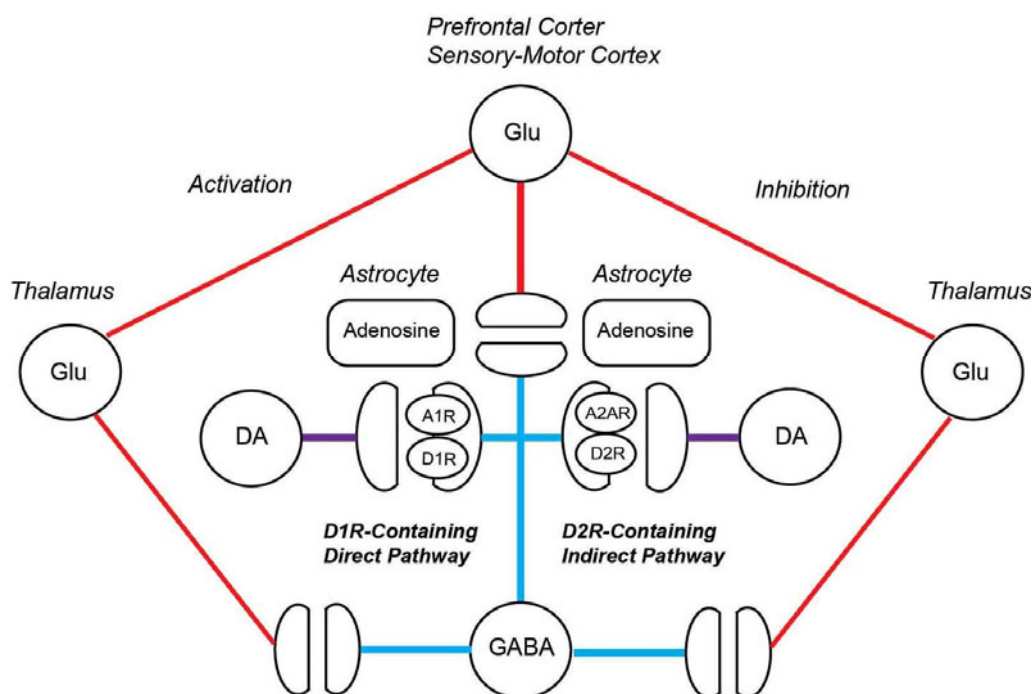 Prefrontal Corter
Sensory-Motor Cortex
Glu
Activation
Inhibition
Thalamus
Astrocyte
Astrocyte
Thalamus
Adenosine
Adenosine
Glu
Glu
DA
A1R
D1R
A2AR
D2R
DA
D1R-Containing
Direct Pathway
D2R-Containing
Indirect Pathway
GABA